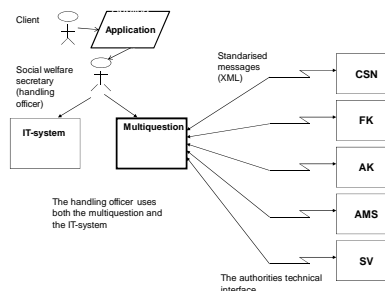 Client
Application
Social welfare
secretary
(handling
officer)
Standarised
messages
(XML)
IT-system
Multiquestion
CSN
FK
AK
AMS
SV
The handling officer uses
both the multiquestion and
the IT-system
The authorities technical
interface